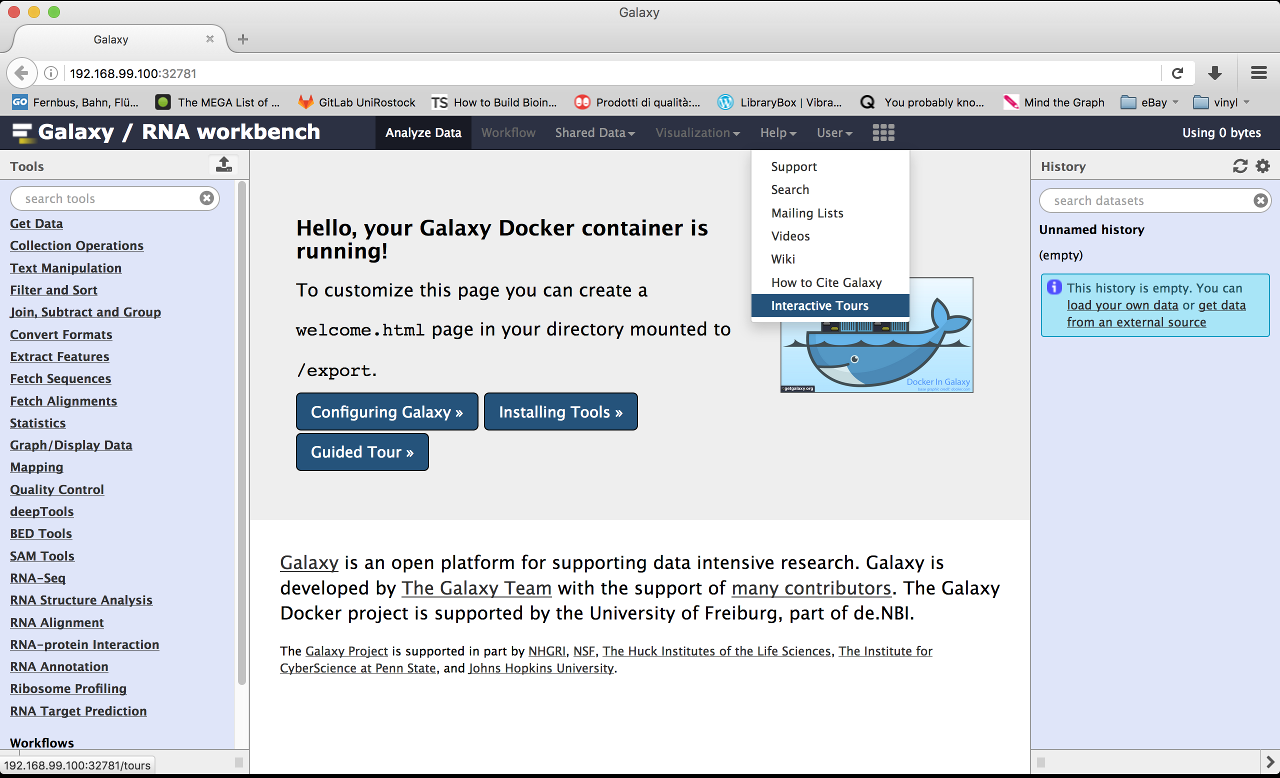 Galaxy
Galaxy
192.168.99.100:32781
GO Fernbus, Bahn, Flü... The MEGA List of ... GitLab UniRostock TS How to Build Bioin... Prodotti di qualità:... LibraryBox | Vibra... Q You probably kno... Mind the Graph eBay vinyl
Galaxy / RNA workbench Analyze Data Workflow Shared Data Visualization Help User Using 0 bytes
Tools
search tools
Get Data
Collection Operations
Text Manipulation
Filter and Sort
Join, Subtract and Group
Convert Formats
Extract Features
Fetch Sequences
Fetch Alignments
Statistics
Graph/Display Data
Mapping
Quality Control
deepTools
BED Tools
SAM Tools
RNA-Seq
RNA Structure Analysis
RNA Alignment
RNA-protein Interaction
RNA Annotation
Ribosome Profiling
RNA Target Prediction
Workflows
192.168.99.100:32781/tours
Support
Search
Mailing Lists
Videos
Wiki
How to Cite Galaxy
Interactive Tours
Hello, your Galaxy Docker container is
running!
To customize this page you can create a
welcome.html page in your directory mounted to
/export.
Configuring Galaxy » Installing Tools »
Guided Tour »
Docker In Galaxy
getgalaxy.org
Galaxy is an open platform for supporting data intensive research. Galaxy is
developed by The Galaxy Team with the support of many contributors. The Galaxy
Docker project is supported by the University of Freiburg, part of de.NBI.
The Galaxy Project is supported in part by NHGRI, NSF, The Huck Institutes of the Life Sciences, The Institute for
CyberScience at Penn State, and Johns Hopkins University.
History
search datasets
Unnamed history
(empty)
This history is empty. You can
load your own data or get data
from an external source